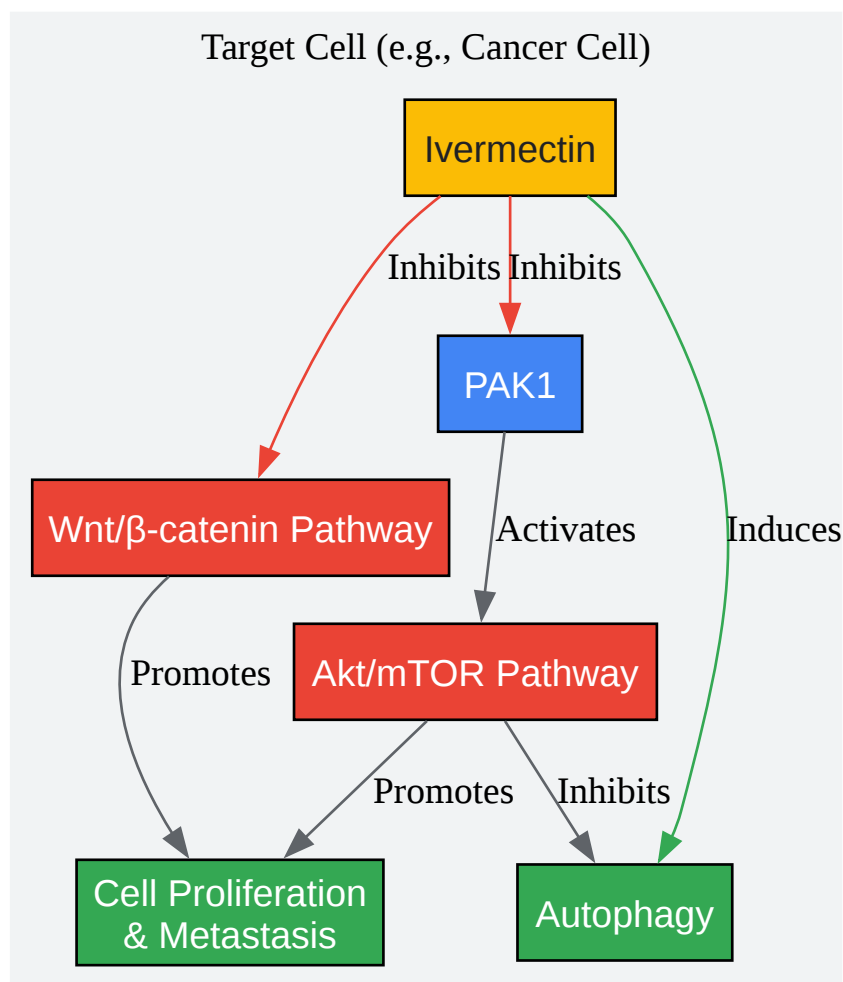 Target Cell (e.g., Cancer Cell)
Ivermectin
Inhibits
Inhibits
PAK1
Wnt/β-catenin Pathway
Activates
Induces
Promotes
Akt/mTOR Pathway
Promotes
Inhibits
Cell Proliferation
& Metastasis
Autophagy